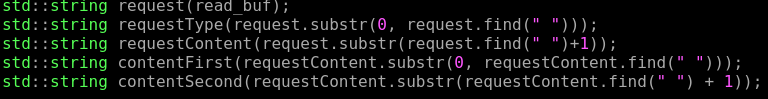 std::string request(read_buf);
std::string requestType(request.substr(0, request.find(" ")));
std::string requestContent(request.substr(request.find(" ")+1));
std::string contentFirst(requestContent.substr(0, requestContent.find(" ")));
std::string contentSecond(requestContent.substr(requestContent.find(" ") + 1));